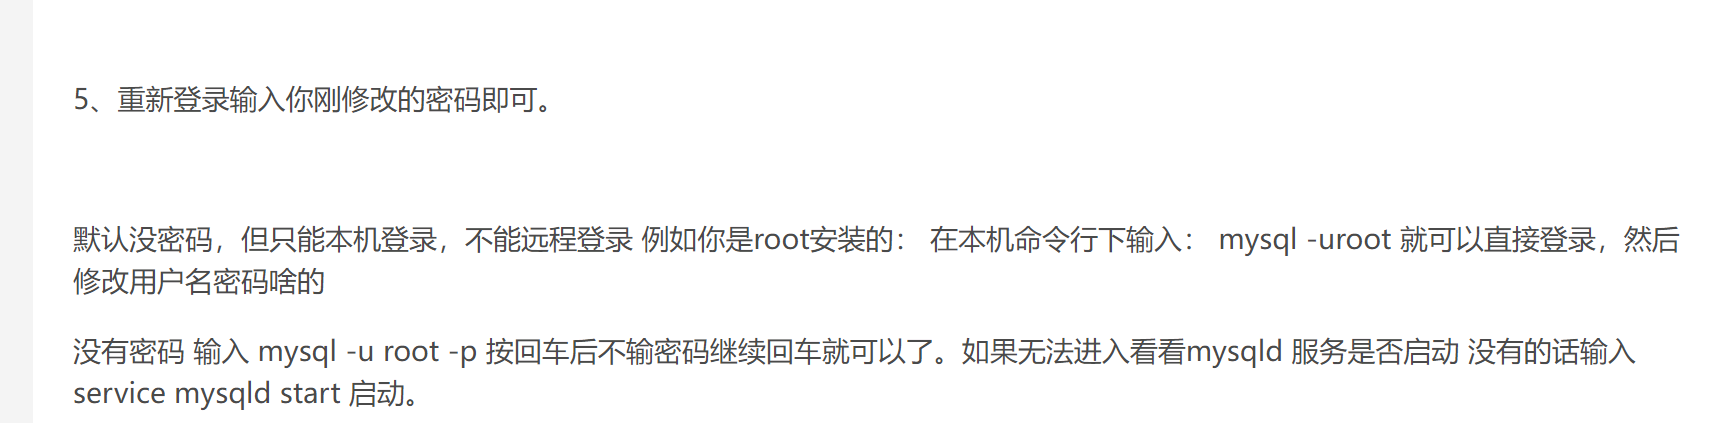 5、重新登录输入你刚修改的密码即可。
默认没密码，但只能本机登录，不能远程登录 例如你是root安装的： 在本机命令行下输入： mysql -uroot 就可以直接登录，然后
修改用户名密码啥的
没有密码 输入 mysql -u root -p 按回车后不输密码继续回车就可以了。如果无法进入看看mysqld 服务是否启动 没有的话输入
service mysqld start 启动。